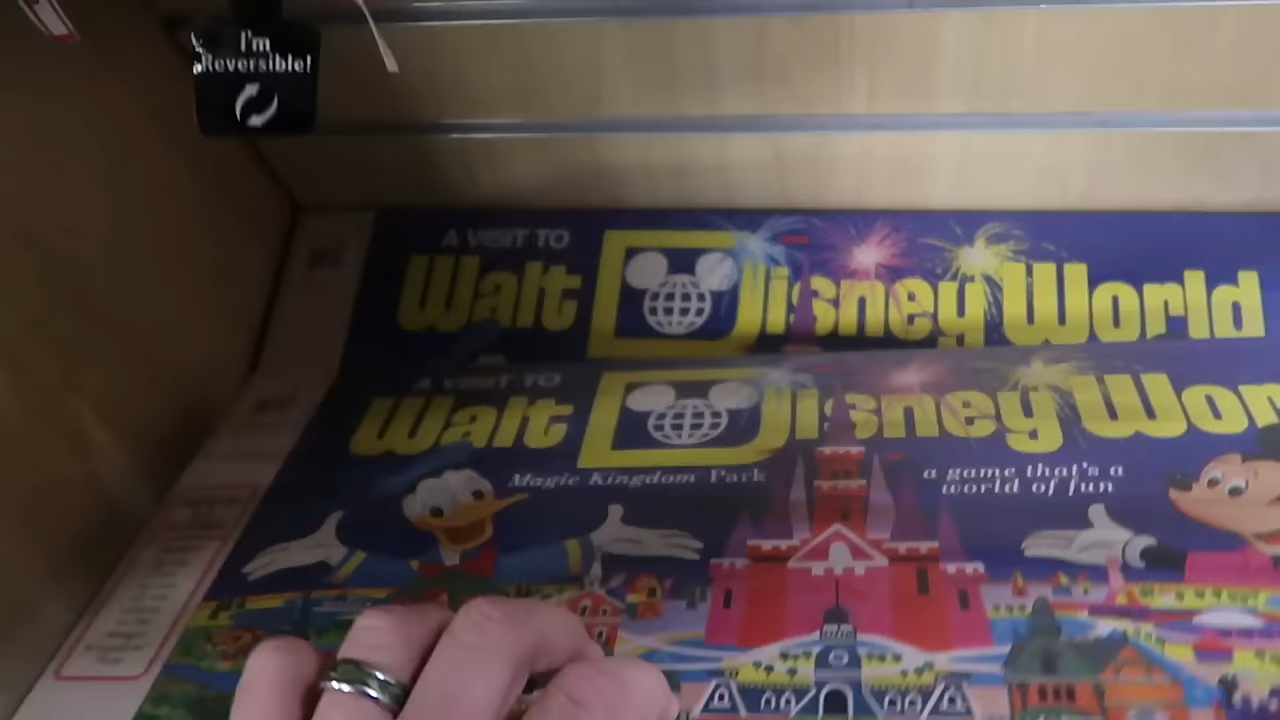 I'm
Reversible!
A VISIT TO
Walt Disney World
A VISIT TO
Walt Disney Wor
Magic Kingdom Park
a game that's a
world of fun